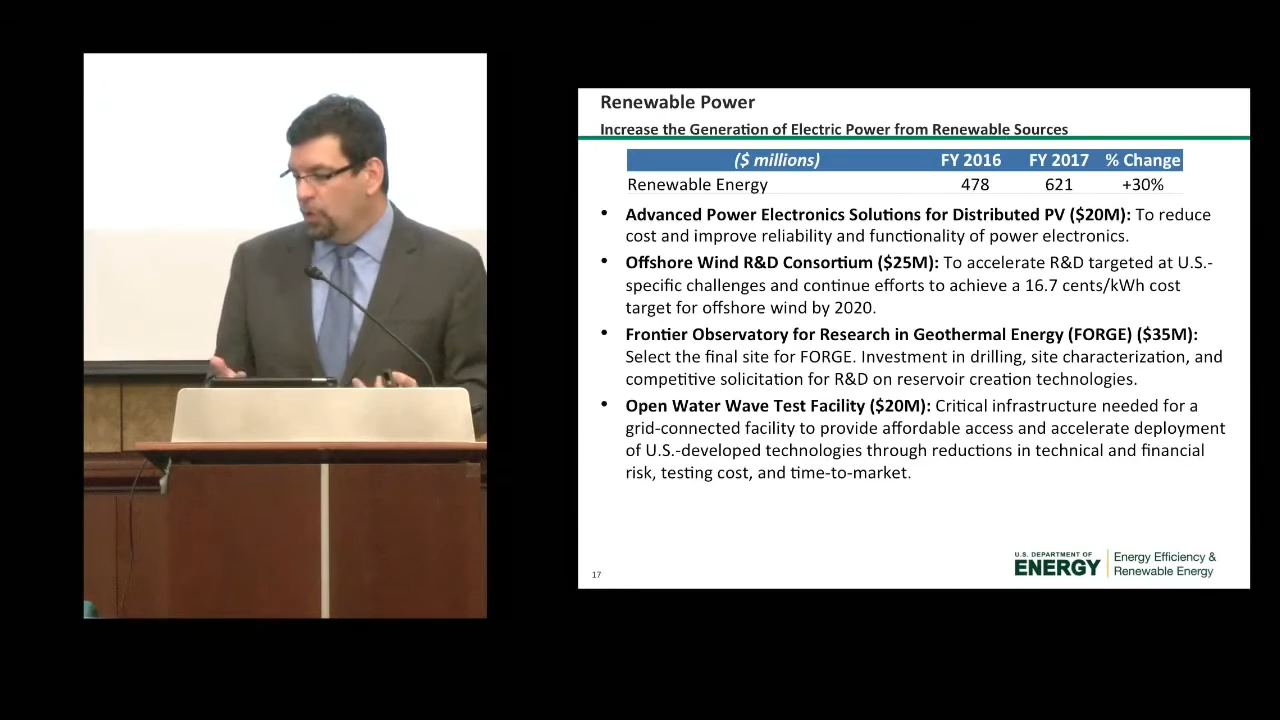 Renewable Power
Increase the Generation of Electric Power from Renewable Sources
($ millions) FY 2016 FY 2017 % Change
Renewable Energy 478 621 +30%
• Advanced Power Electronics Solutions for Distributed PV ($20M): To reduce
cost and improve reliability and functionality of power electronics.
• Offshore Wind R&D Consortium ($25M): To accelerate R&D targeted at U.S.-
specific challenges and continue efforts to achieve a 16.7 cents/kWh cost
target for offshore wind by 2020.
• Frontier Observatory for Research in Geothermal Energy (FORGE) ($35M):
Select the final site for FORGE. Investment in drilling, site characterization, and
competitive solicitation for R&D on reservoir creation technologies.
• Open Water Wave Test Facility ($20M): Critical infrastructure needed for a
grid-connected facility to provide affordable access and accelerate deployment
of U.S.-developed technologies through reductions in technical and financial
risk, testing cost, and time-to-market.
17
U.S. DEPARTMENT OF
ENERGY
Energy Efficiency &
Renewable Energy